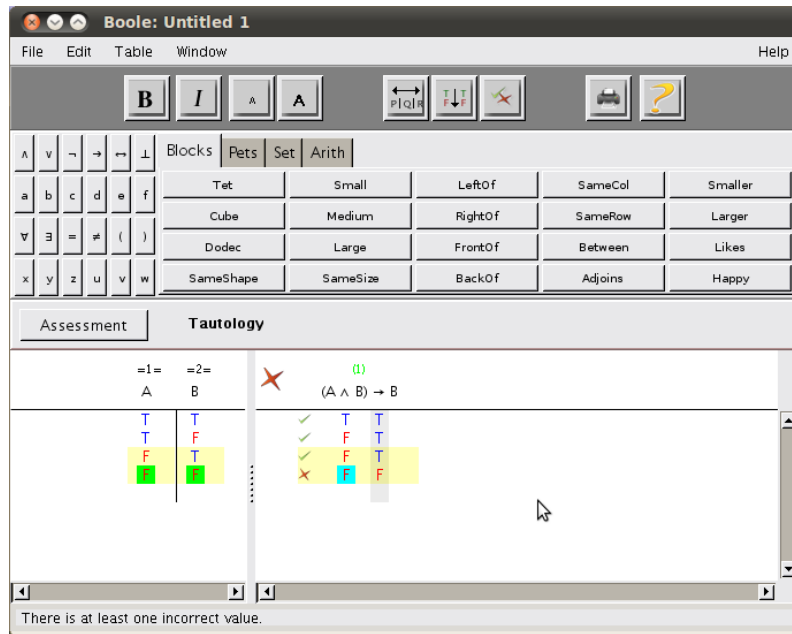 Boole: Untitled 1
File Edit Table Window Help
B I A A P|Q|R T T F F ?
∧ ∨ ¬ → ↔ ⊥ Blocks Pets Set Arith
a b c d e f Tet Small LeftOf SameCol Smaller
Cube Medium RightOf SameRow Larger
∀ ∃ = ≠ ( ) Dodec Large FrontOf Between Likes
x y z u v w SameShape SameSize BackOf Adjoins Happy
Assessment Tautology
=1= =2= (1)
A B (A ∧ B) → B
T T T T
T F F T
F T F T
F F F F
There is at least one incorrect value.